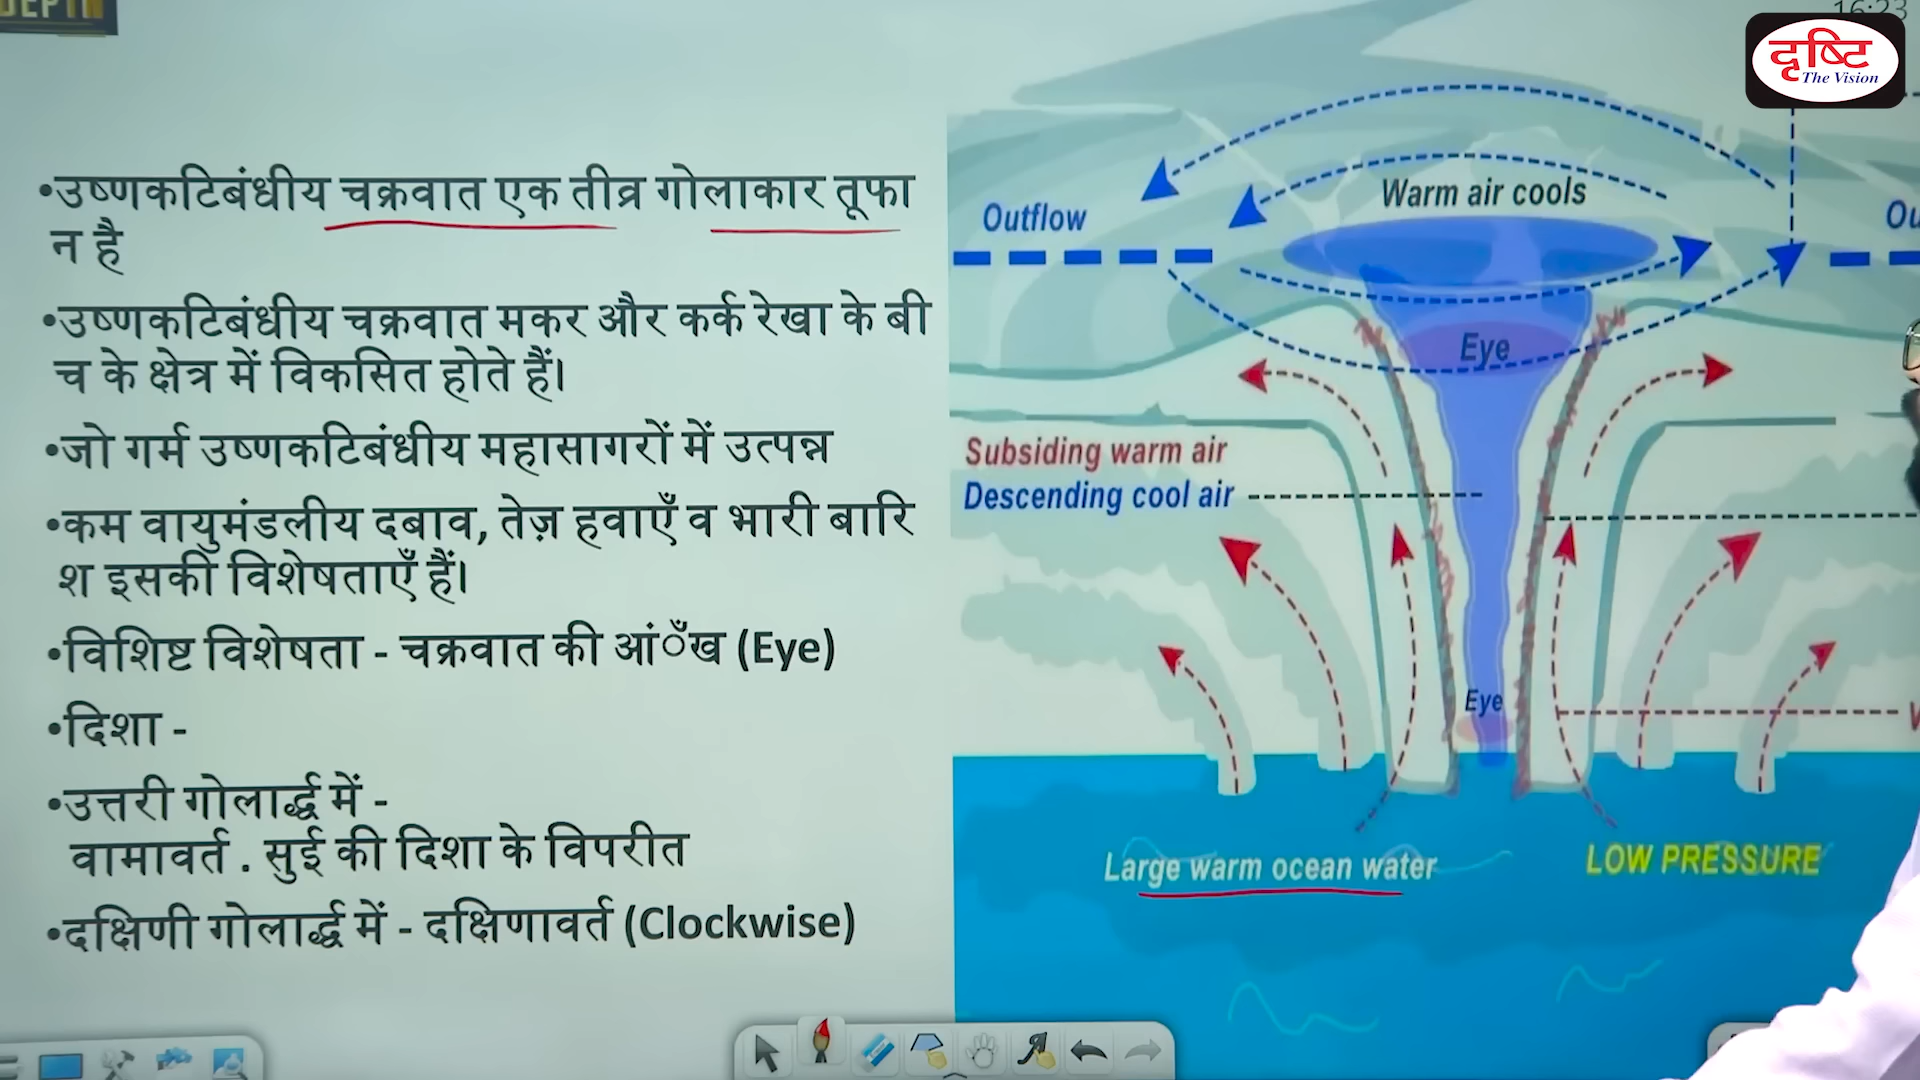 16:23
दृष्टि
The Vision
•उष्णकटिबंधीय चक्रवात एक तीव्र गोलाकार तूफा
न है
•उष्णकटिबंधीय चक्रवात मकर और कर्क रेखा के बी
च के क्षेत्र में विकसित होते हैं।
•जो गर्म उष्णकटिबंधीय महासागरों में उत्पन्न
•कम वायुमंडलीय दबाव, तेज़ हवाएँ व भारी बारि
श इसकी विशेषताएँ हैं।
•विशिष्ट विशेषता - चक्रवात की आंँख (Eye)
•दिशा -
•उत्तरी गोलार्द्ध में -
वामावर्त . सुई की दिशा के विपरीत
•दक्षिणी गोलार्द्ध में - दक्षिणावर्त (Clockwise)
Warm air cools
Outflow
Eye
Subsiding warm air
Descending cool air
Eye
Large warm ocean water
LOW PRESSURE